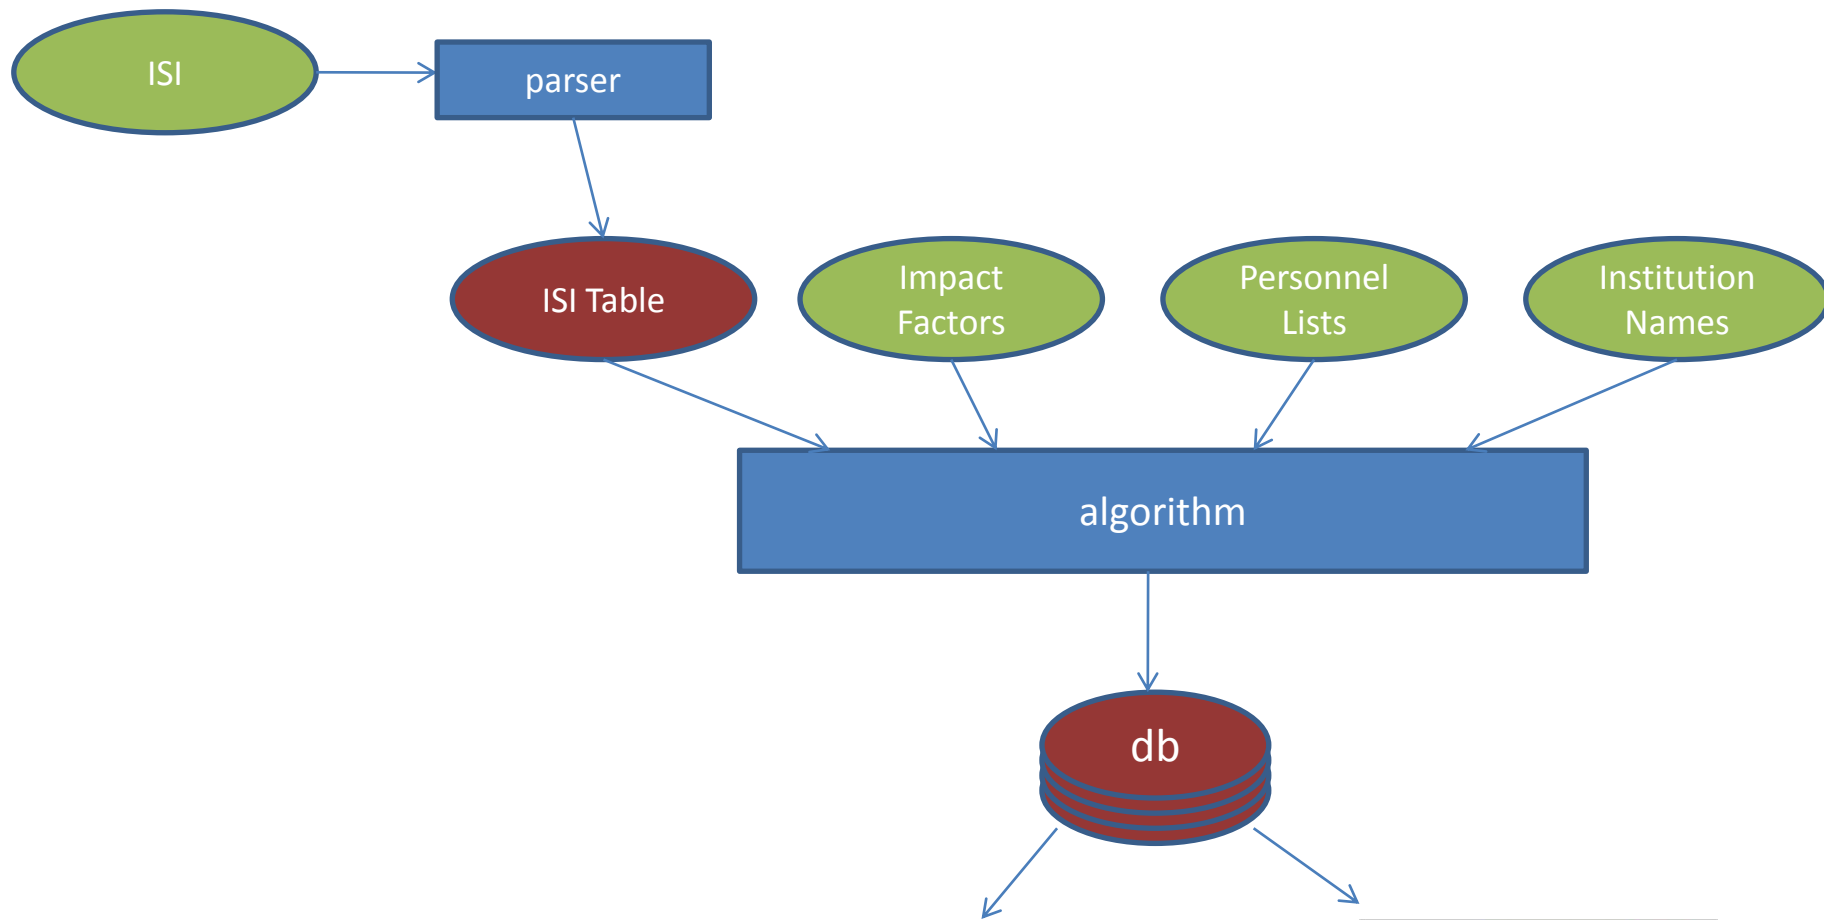 ISI
parser
ISI Table
Impact
Factors
Personnel
Lists
Institution
Names
algorithm
db